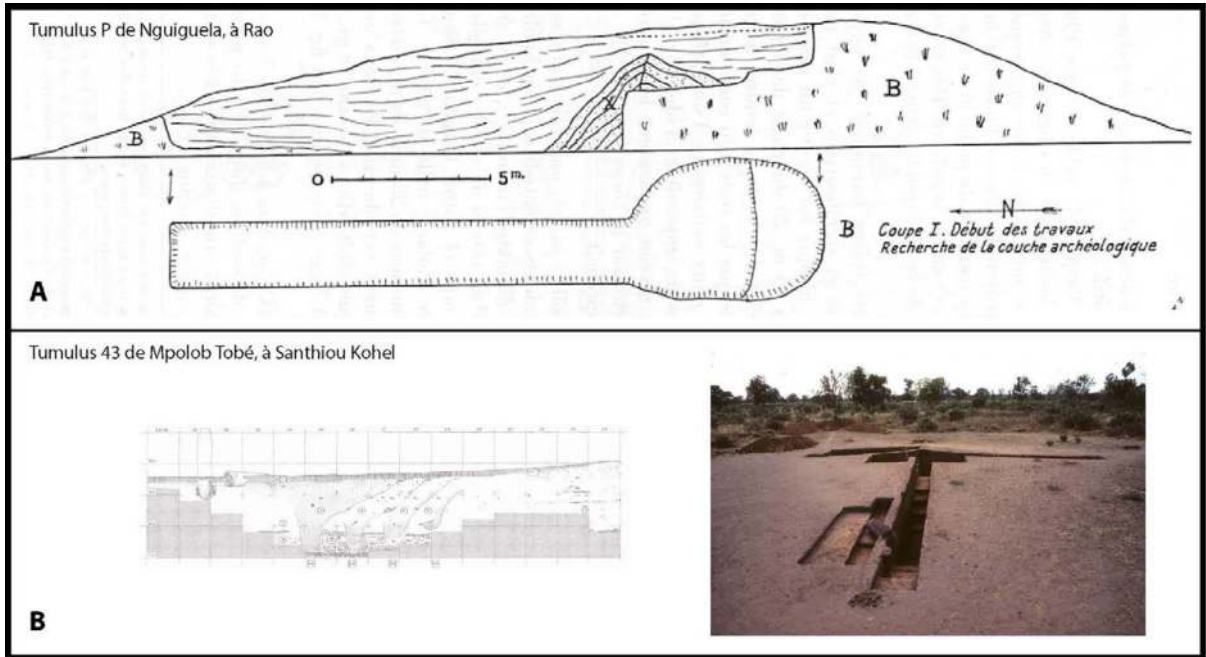 Tumulus P de Nguiguela, à Rao
X
B
B
0
5 m.
N
B
Coupe I. Début des travaux
Recherche de la couche archéologique
A
Tumulus 43 de Mpolob Tobé, à Santhiou Kohel
B